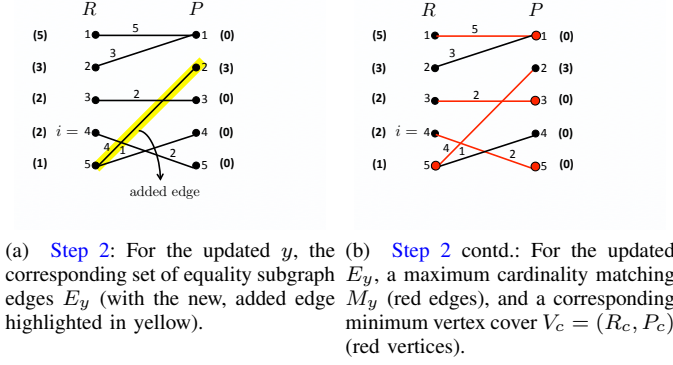 R P R P
(5) 1 5 1 (0) (5) 1 5 1 (0)
3 3
(3) 2 2 (3) (3) 2 2 (3)
(2) 3 2 3 (0) (2) 3 2 3 (0)
(2) i = 4 4 (0) (2) i = 4 4 (0)
4 1 2 4 1 2
(1) 5 5 (0) (1) 5 5 (0)
added edge
(a) Step 2: For the updated y, the
corresponding set of equality subgraph
edges E_y (with the new, added edge
highlighted in yellow).
(b) Step 2 contd.: For the updated
E_y, a maximum cardinality matching
M_y (red edges), and a corresponding
minimum vertex cover V_c = (R_c, P_c)
(red vertices).